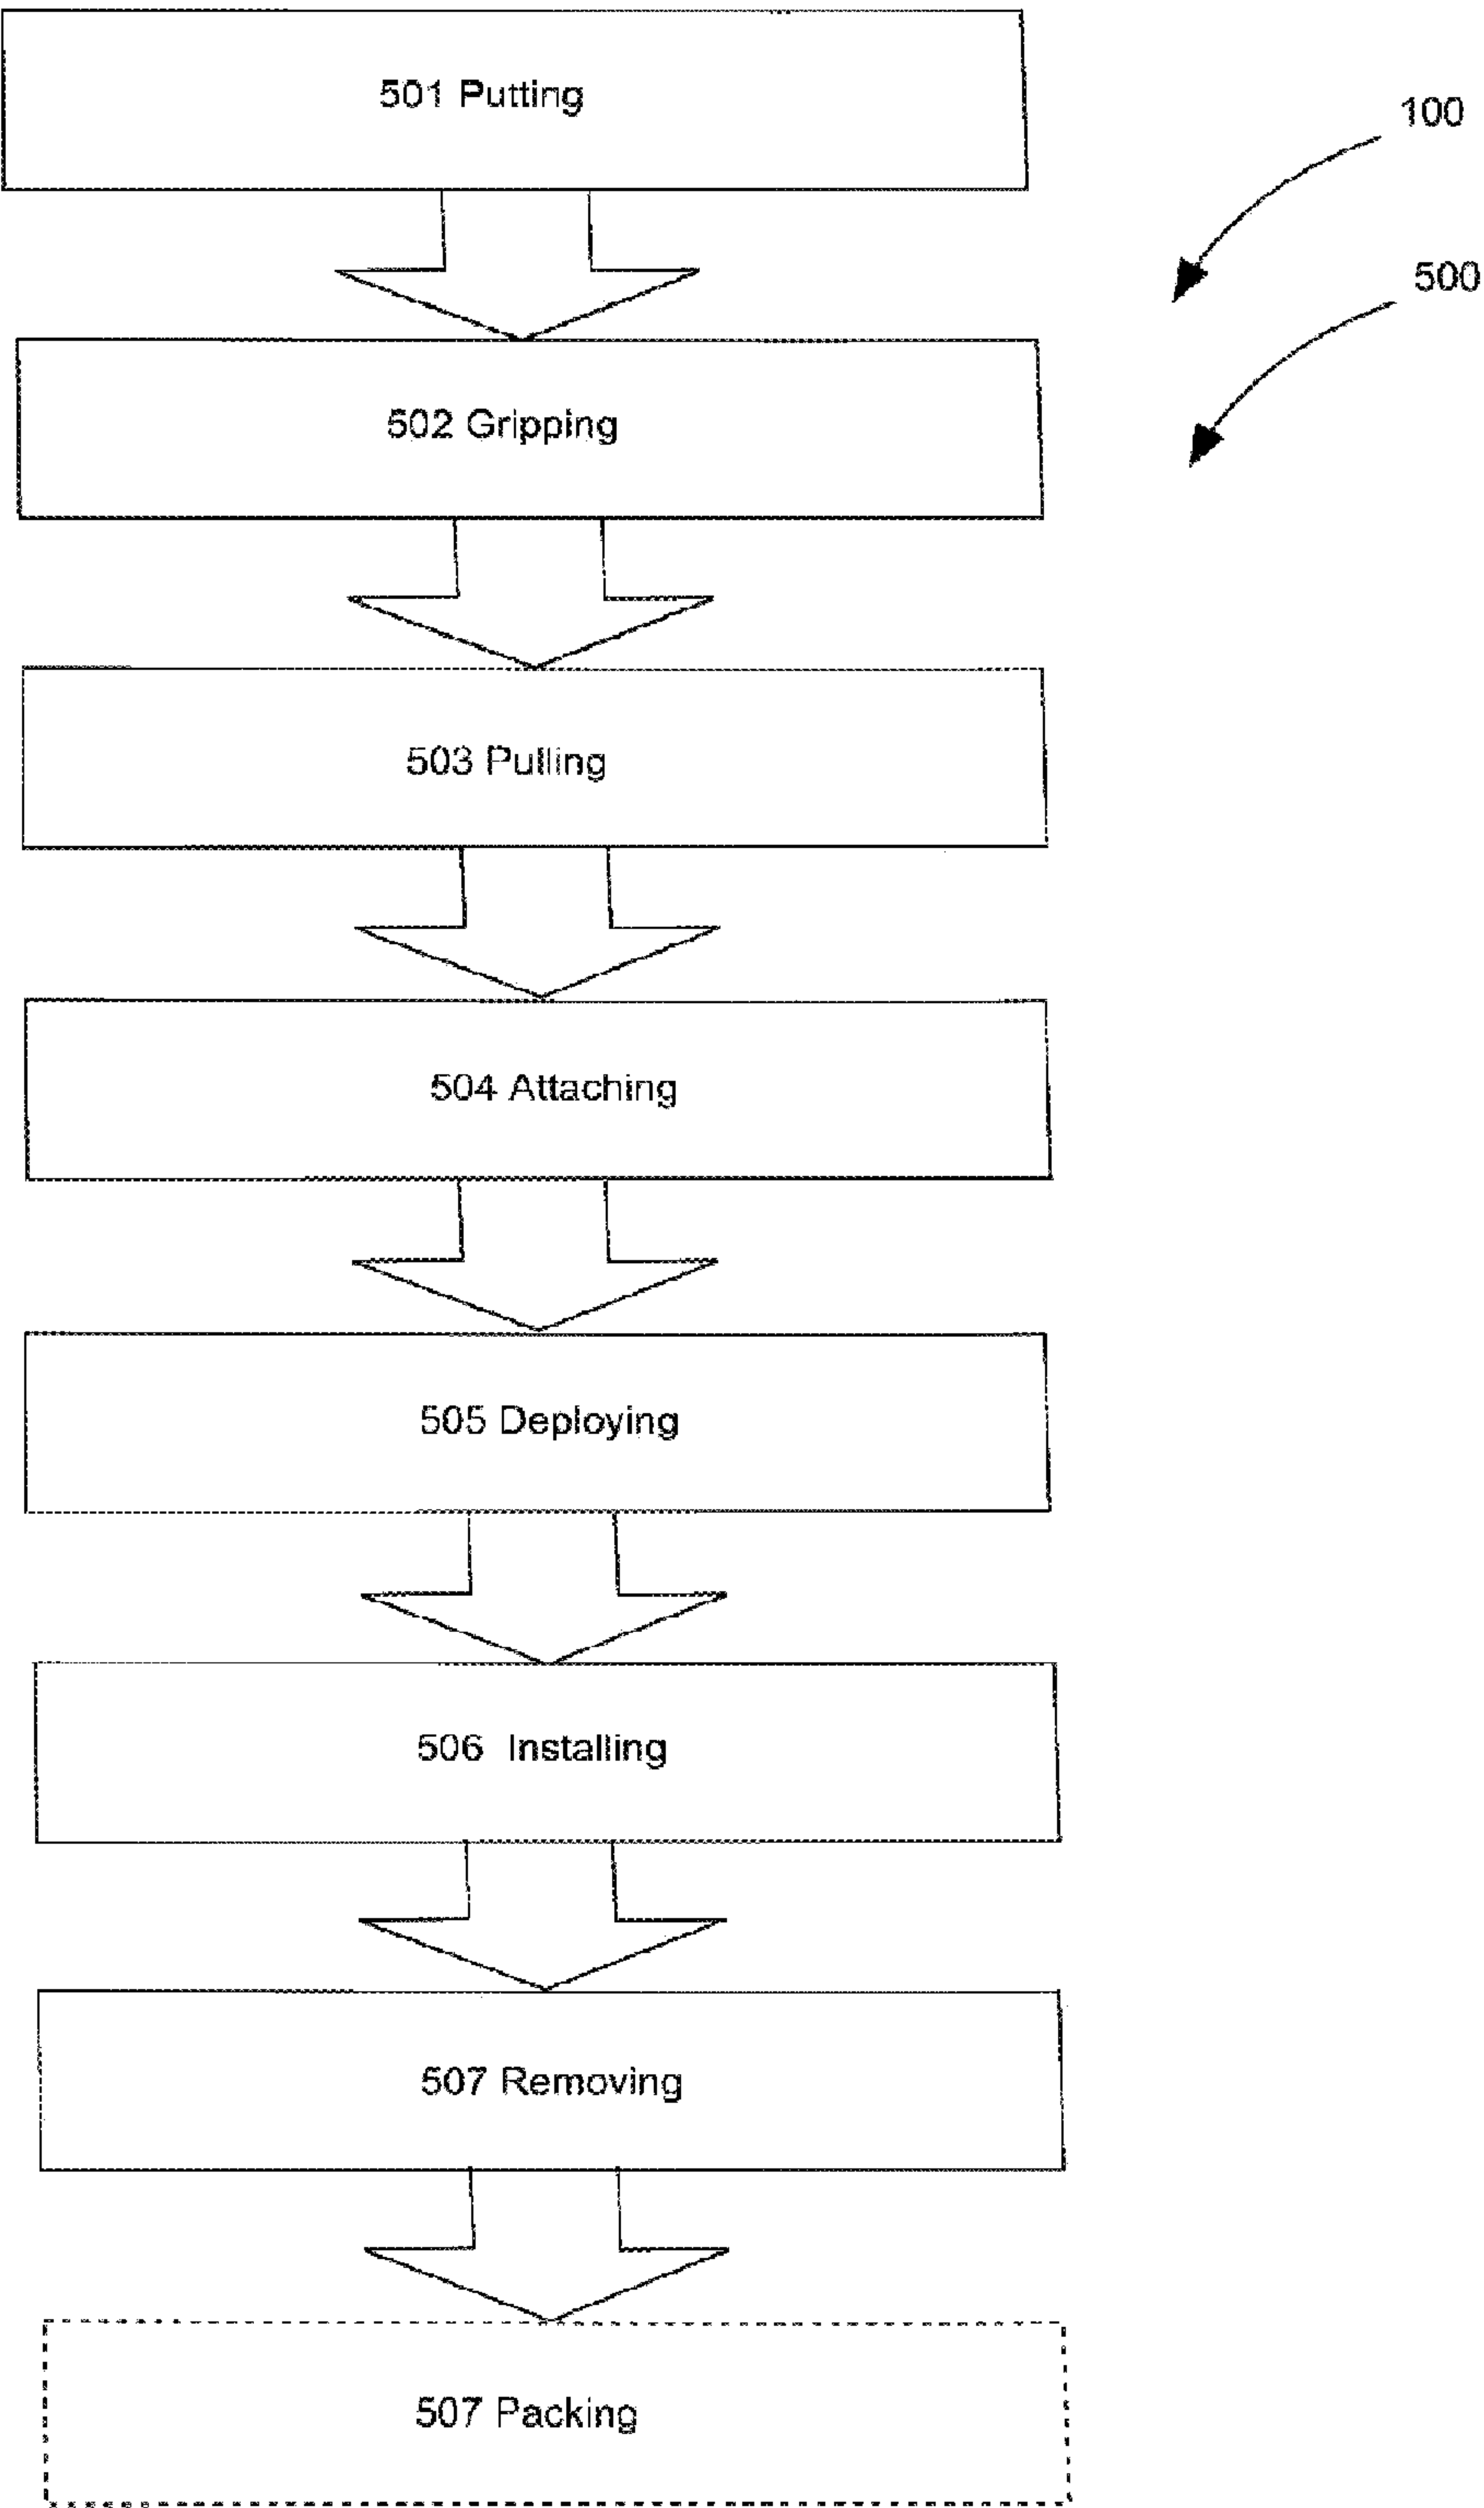 501 Putting
100
500
502 Gripping
503 Pulling
504 Attaching
505 Deploying
506 Installing
507 Removing
507 Packing